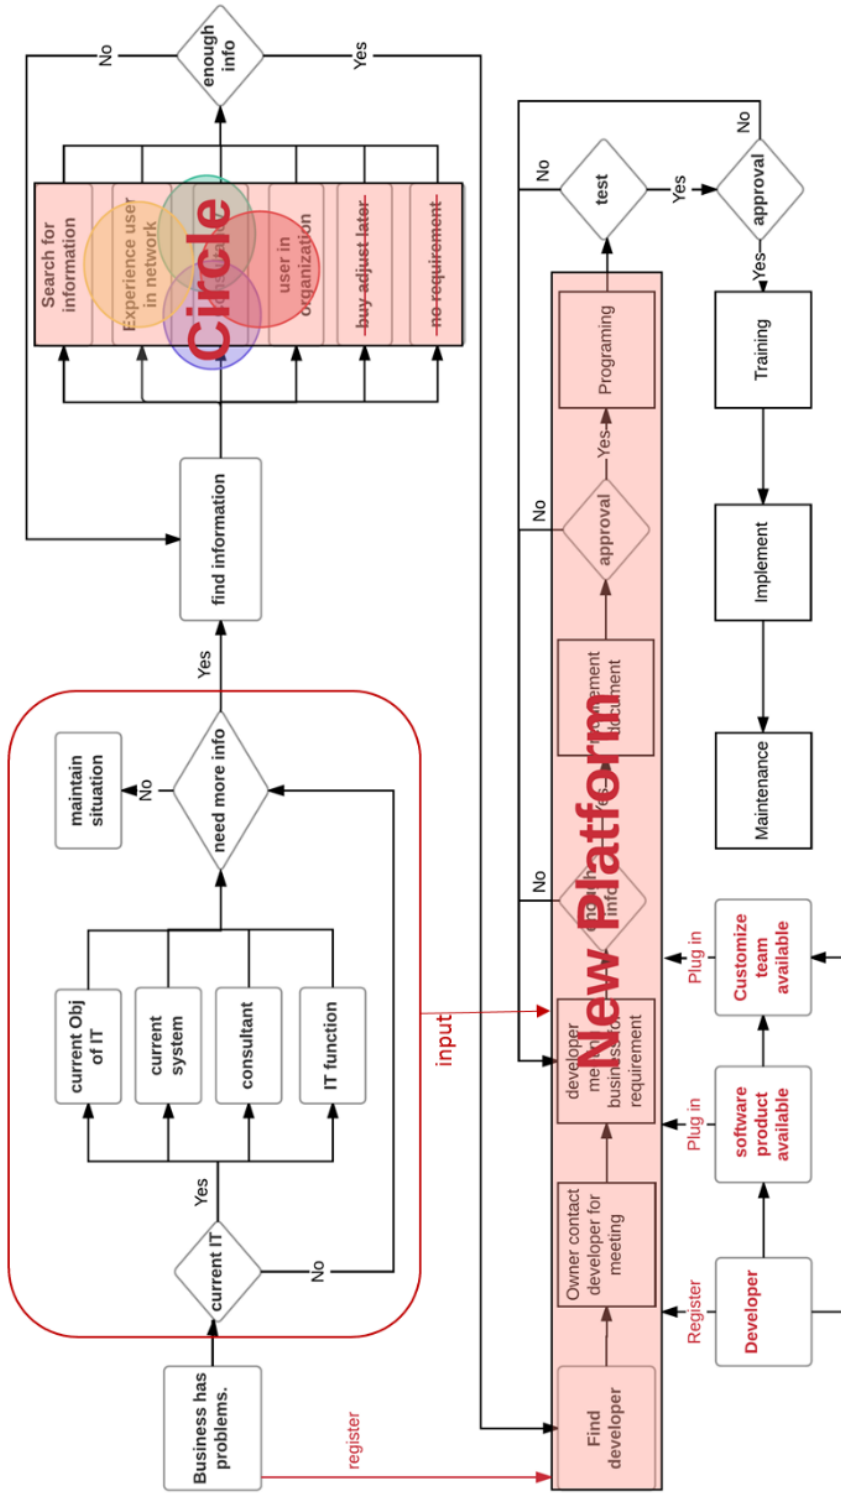 Business has
problems.
register
current IT
Yes
No
current Obj
of IT
current
system
consultant
IT function
input
maintain
situation
No
need more info
Yes
find information
Search for
information
Experience user
in network
user in
organization
buy adjust later
no requirement
Circle
enough
info
No
Yes
Find
developer
Owner contact
developer for
meeting
developer
business
requirement
info
Yes
No
document
New Platform
approval
No
Yes
Programing
test
No
Yes
approval
No
Yes
Training
Implement
Maintenance
Developer
Register
software
product
available
Plug in
Customize
team
available
Plug in